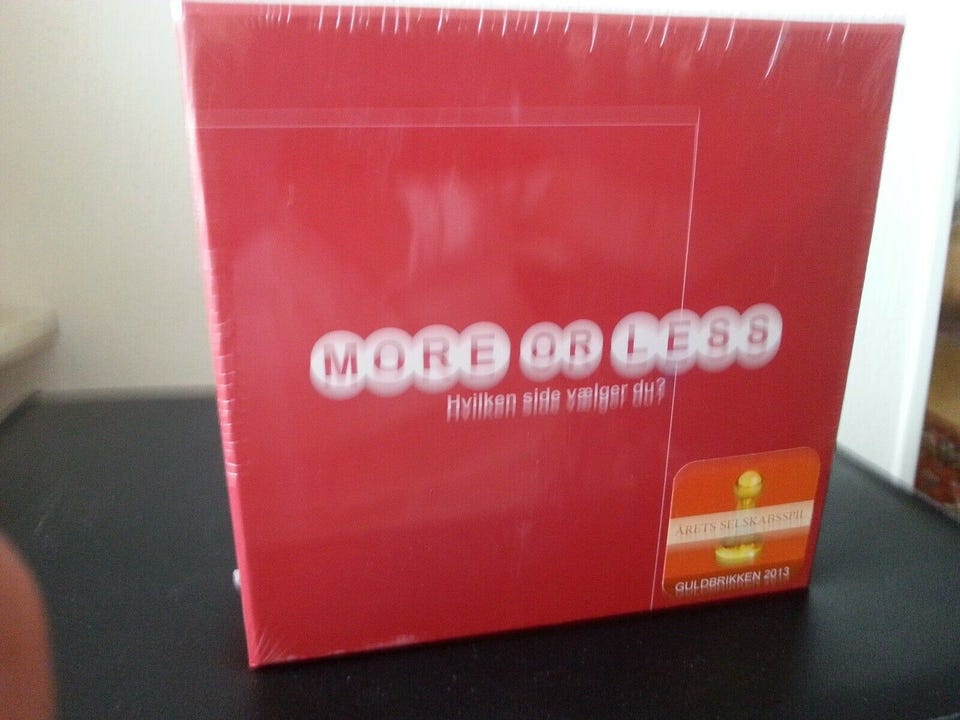 MORE OR LESS
Hvilken side vælger du?
ÅRETS SELSKABSSPIL
GULDBRIKKEN 2013